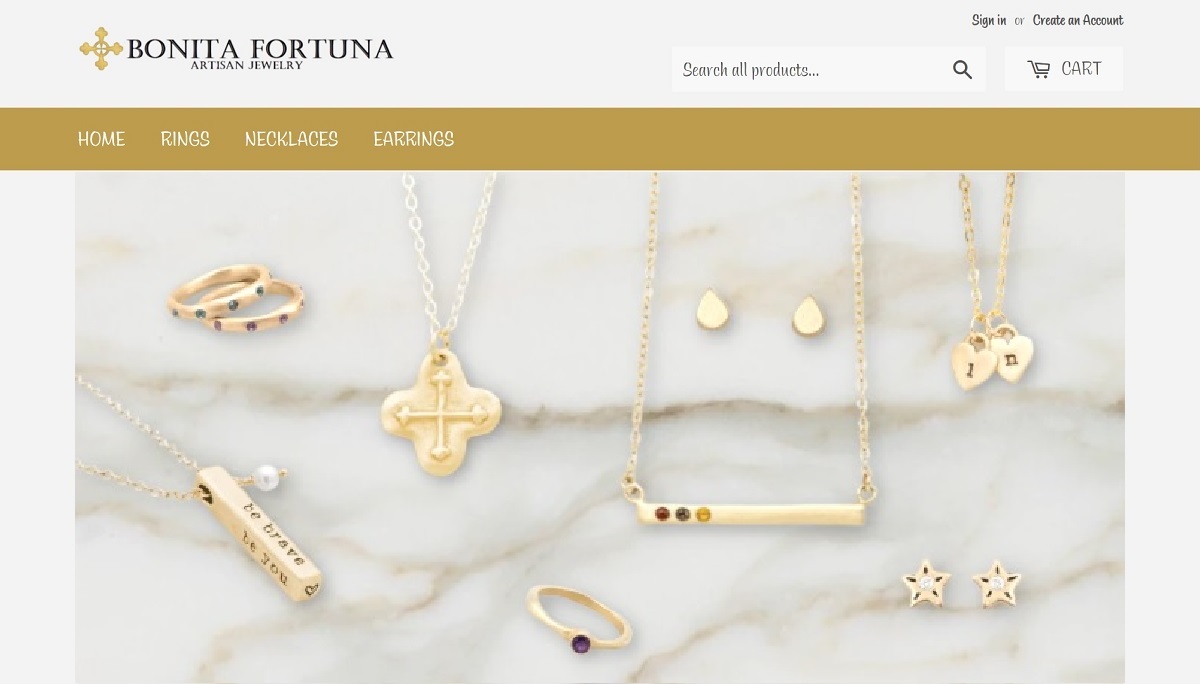 Sign in or Create an Account
BONITA FORTUNA
ARTISAN JEWELRY
Search all products...
CART
HOME RINGS NECKLACES EARRINGS
l n
be brave
be you